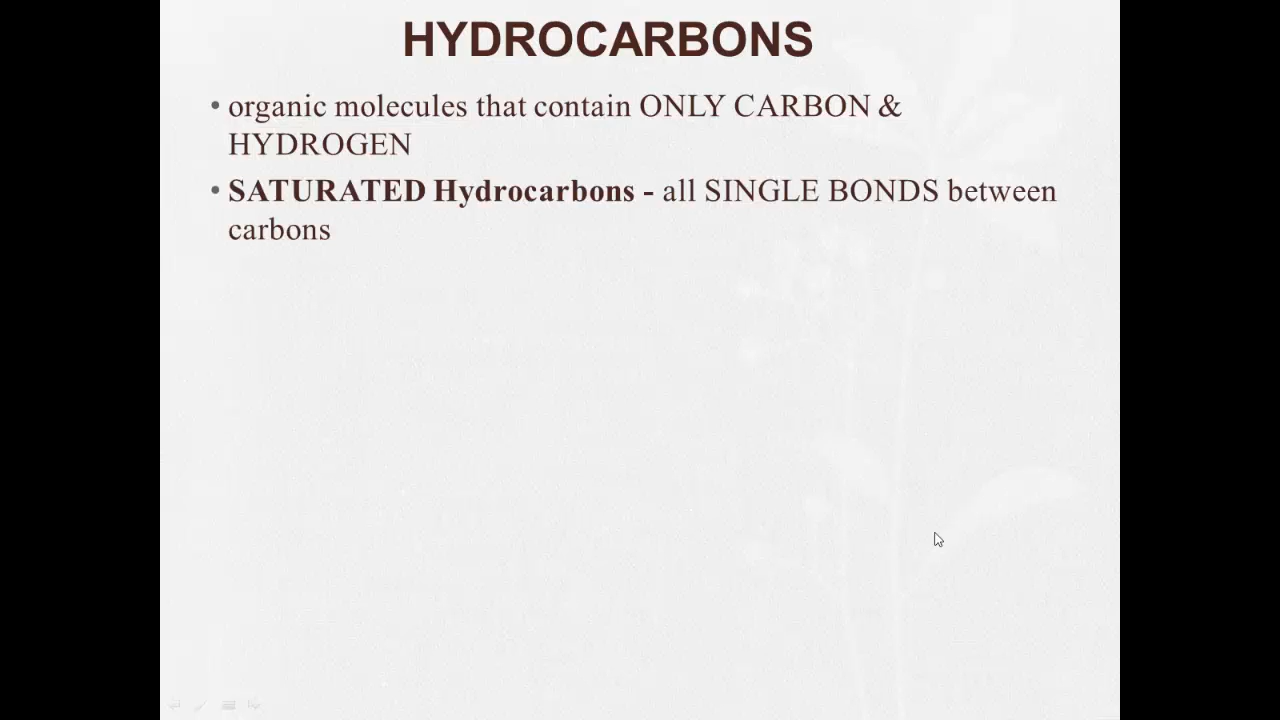 HYDROCARBONS
• organic molecules that contain ONLY CARBON &
HYDROGEN
• SATURATED Hydrocarbons - all SINGLE BONDS between
carbons